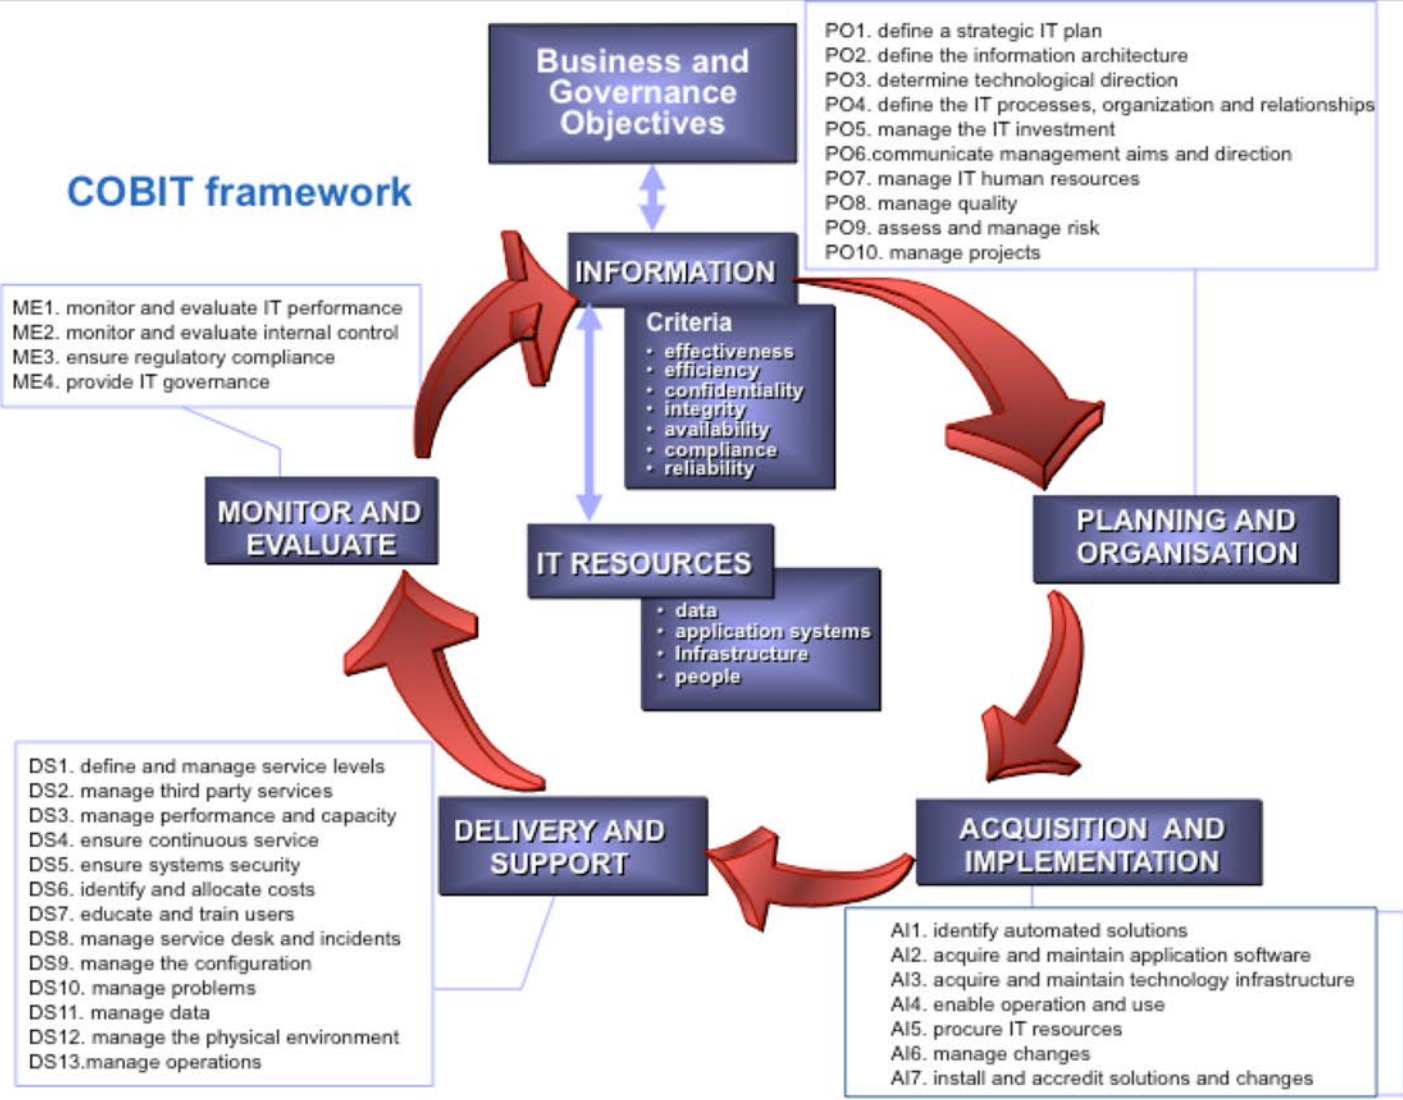 Business and
Governance
Objectives
PO1. define a strategic IT plan
PO2. define the information architecture
PO3. determine technological direction
PO4. define the IT processes, organization and relationships
PO5. manage the IT investment
PO6.communicate management aims and direction
PO7. manage IT human resources
PO8. manage quality
PO9. assess and manage risk
PO10. manage projects
COBIT framework
INFORMATION
Criteria
• effectiveness
• efficiency
• confidentiality
• integrity
• availability
• compliance
• reliability
ME1. monitor and evaluate IT performance
ME2. monitor and evaluate internal control
ME3. ensure regulatory compliance
ME4. provide IT governance
MONITOR AND
EVALUATE
PLANNING AND
ORGANISATION
IT RESOURCES
• data
• application systems
• Infrastructure
• people
DS1. define and manage service levels
DS2. manage third party services
DS3. manage performance and capacity
DS4. ensure continuous service
DS5. ensure systems security
DS6. identify and allocate costs
DS7. educate and train users
DS8. manage service desk and incidents
DS9. manage the configuration
DS10. manage problems
DS11. manage data
DS12. manage the physical environment
DS13.manage operations
DELIVERY AND
SUPPORT
ACQUISITION AND
IMPLEMENTATION
AI1. identify automated solutions
AI2. acquire and maintain application software
AI3. acquire and maintain technology infrastructure
AI4. enable operation and use
AI5. procure IT resources
AI6. manage changes
AI7. install and accredit solutions and changes